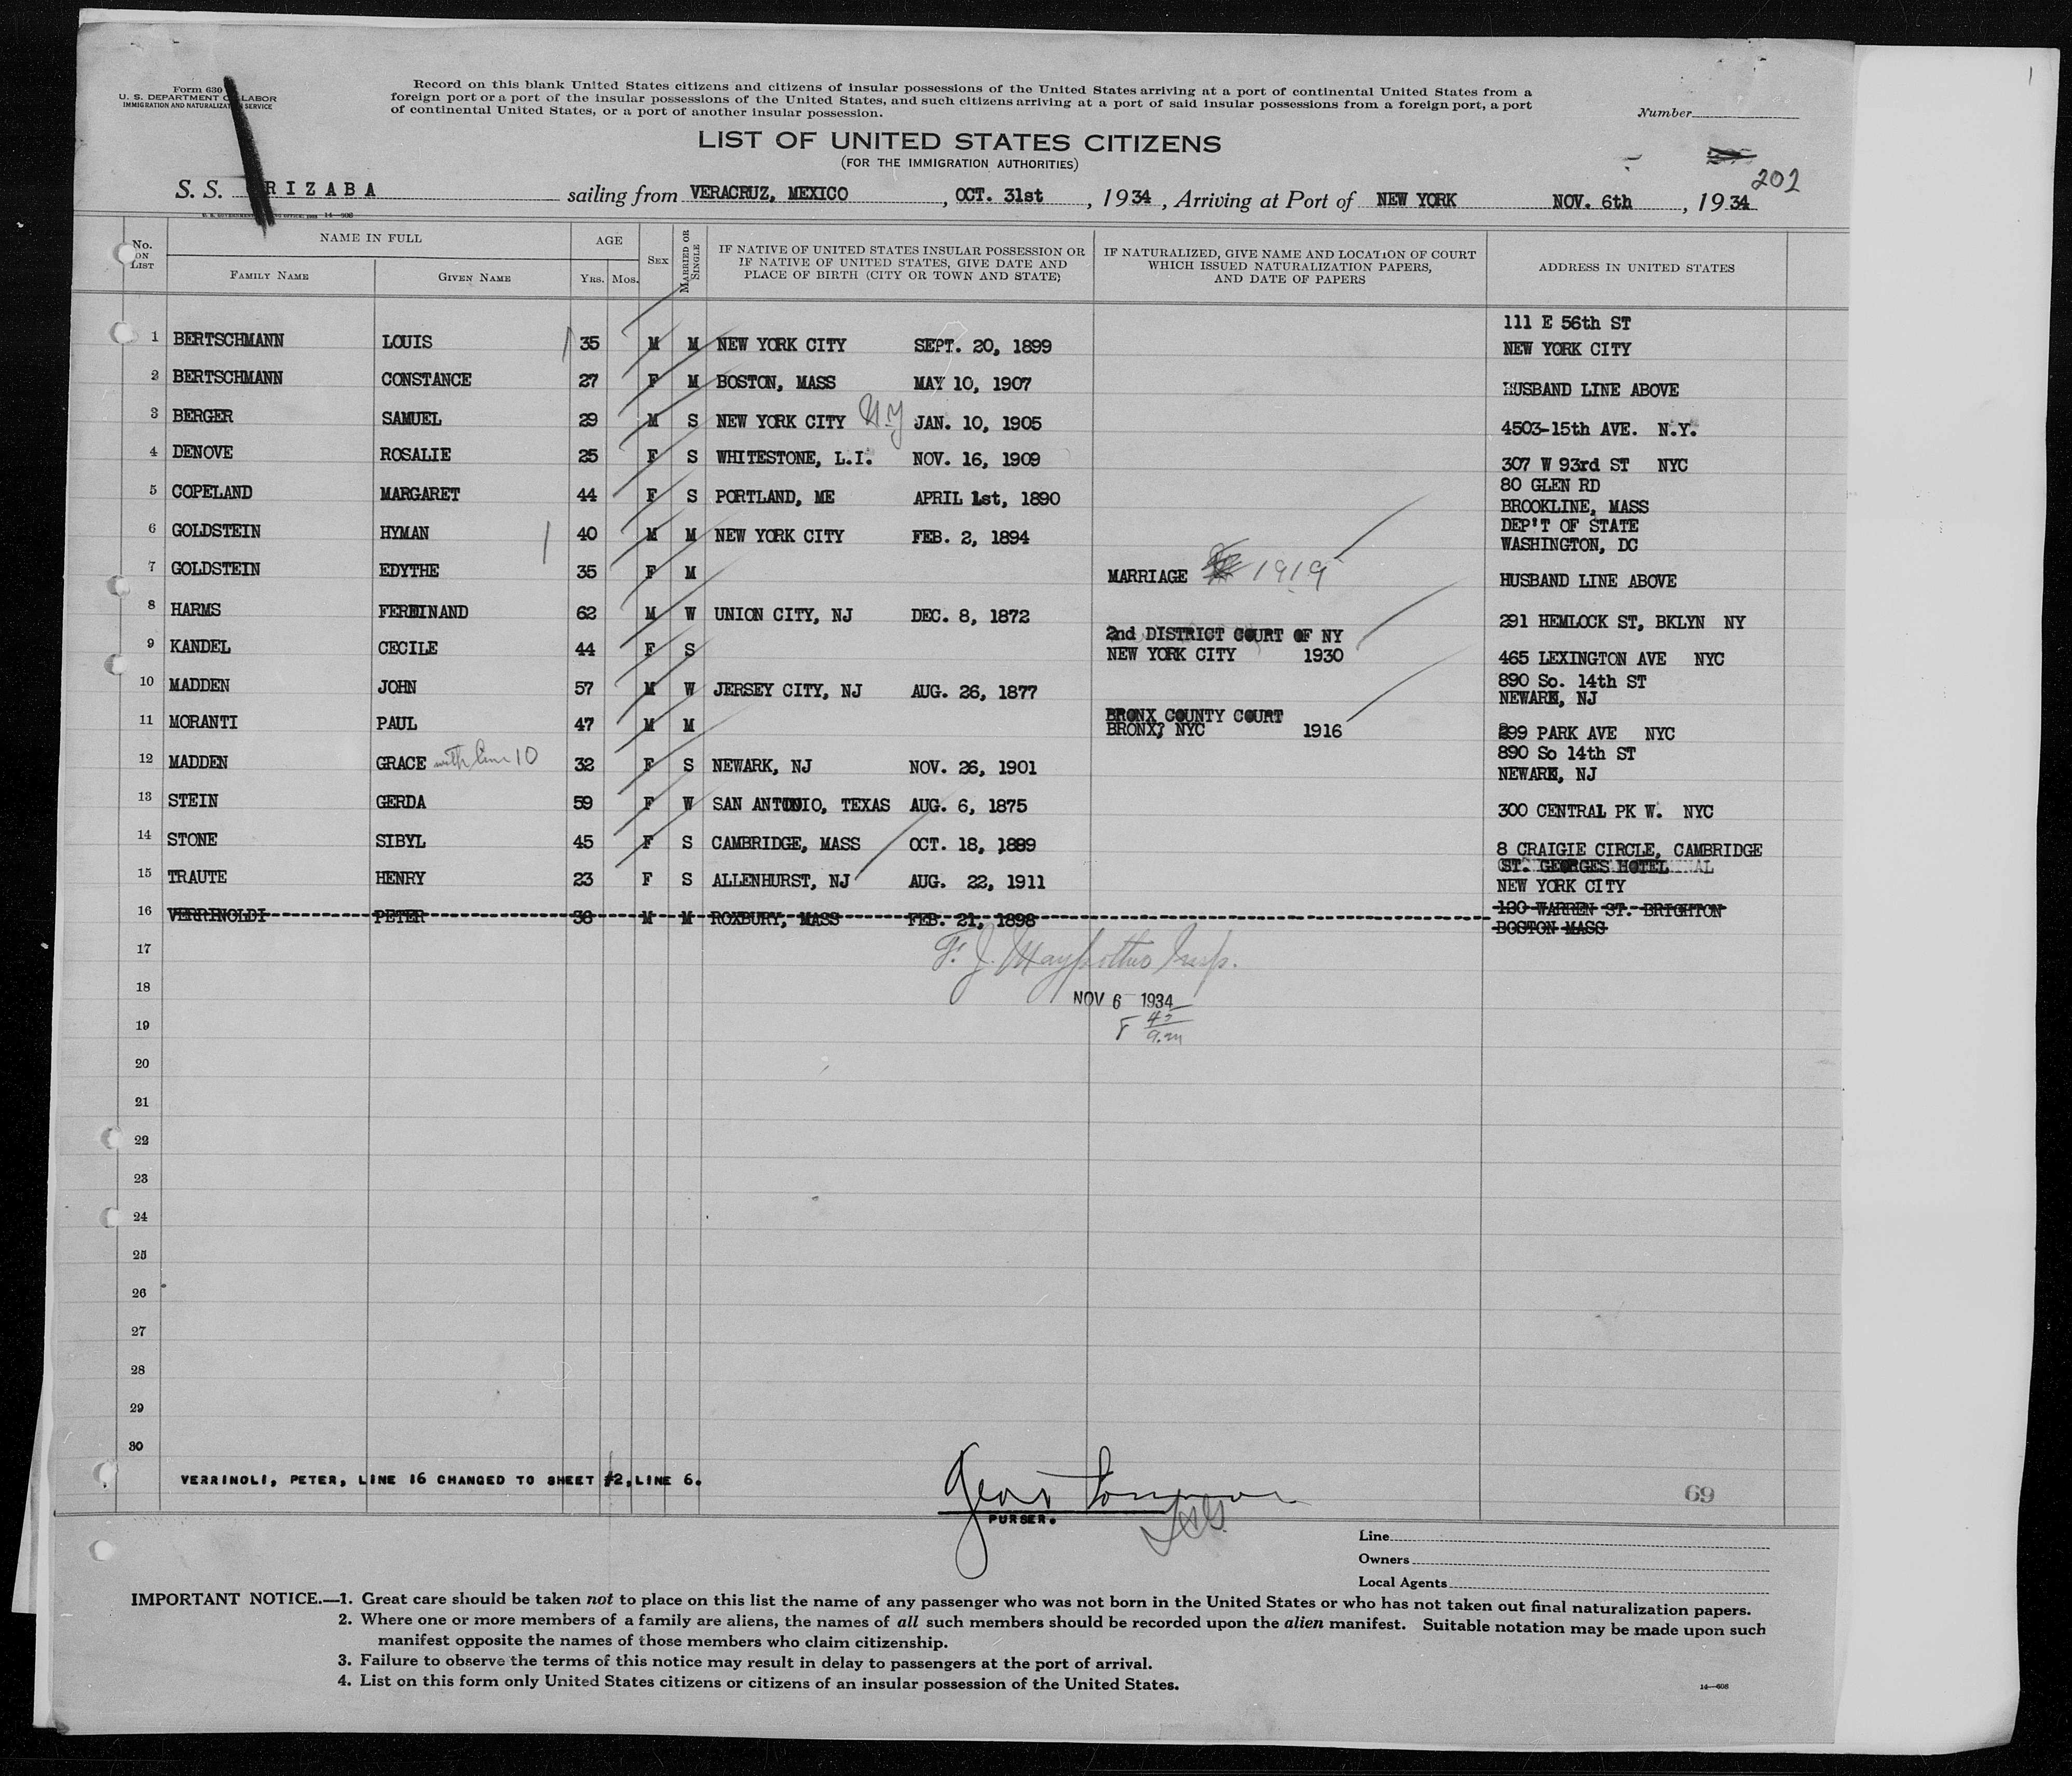 Form 630
U. S. DEPARTMENT OF LABOR
IMMIGRATION AND NATURALIZATION SERVICE
Record on this blank United States citizens and citizens of insular possessions of the United States arriving at a port of continental United States from a
foreign port or a port of the insular possessions of the United States, and such citizens arriving at a port of said insular possessions from a foreign port, a port
of continental United States, or a port of another insular possession.
Number
LIST OF UNITED STATES CITIZENS
(FOR THE IMMIGRATION AUTHORITIES)
202
S. S. ORIZABA sailing from VERACRUZ, MEXICO, OCT. 31st, 1934, Arriving at Port of NEW YORK NOV. 6th, 1934
14—608
No. ON LIST NAME IN FULL FAMILY NAME GIVEN NAME AGE YRS. MOS. SEX MARRIED OR SINGLE IF NATIVE OF UNITED STATES INSULAR POSSESSION OR IF NATIVE OF UNITED STATES, GIVE DATE AND PLACE OF BIRTH (CITY OR TOWN AND STATE) IF NATURALIZED, GIVE NAME AND LOCATION OF COURT WHICH ISSUED NATURALIZATION PAPERS, AND DATE OF PAPERS ADDRESS IN UNITED STATES
1 BERTSCHMANN LOUIS 35 M M NEW YORK CITY SEPT. 20, 1899 111 E 56th ST NEW YORK CITY
2 BERTSCHMANN CONSTANCE 27 F M BOSTON, MASS MAY 10, 1907 HUSBAND LINE ABOVE
3 BERGER SAMUEL 29 M S NEW YORK CITY N.Y JAN. 10, 1905 4503-15th AVE. N.Y.
4 DENOVE ROSALIE 25 F S WHITESTONE, L.I. NOV. 16, 1909 307 W 93rd ST NYC
5 COPELAND MARGARET 44 F S PORTLAND, ME APRIL 1st, 1890 80 GLEN RD BROOKLINE, MASS
6 GOLDSTEIN HYMAN 40 M M NEW YORK CITY FEB. 2, 1894 DEP'T OF STATE WASHINGTON, DC
7 GOLDSTEIN EDYTHE 35 F M MARRIAGE 1919 HUSBAND LINE ABOVE
8 HARMS FERDINAND 62 M W UNION CITY, NJ DEC. 8, 1872 291 HEMLOCK ST, BKLYN NY
9 KANDEL CECILE 44 F S 2nd DISTRICT COURT OF NY NEW YORK CITY 1930 465 LEXINGTON AVE NYC
10 MADDEN JOHN 57 M W JERSEY CITY, NJ AUG. 26, 1877 890 So. 14th ST NEWARK, NJ
11 MORANTI PAUL 47 M M BRONX COUNTY COURT BRONX, NYC 1916 299 PARK AVE NYC
12 MADDEN GRACE with line 10 32 F S NEWARK, NJ NOV. 26, 1901 890 So 14th ST NEWARK, NJ
13 STEIN GERDA 59 F W SAN ANTONIO, TEXAS AUG. 6, 1875 300 CENTRAL PK W. NYC
14 STONE SIBYL 45 F S CAMBRIDGE, MASS OCT. 18, 1889 8 CRAIGIE CIRCLE, CAMBRIDGE
15 TRAUTE HENRY 23 F S ALLENHURST, NJ AUG. 22, 1911 ST. GEORGES HOTEL NEW YORK CITY
16 VERRINOLDI PETER 36 M M ROXBURY, MASS FEB. 21, 1898 130 WARREN ST. BRIGHTON BOSTON MASS
17
F. J. Insp.
18
NOV 6 1934
19
20
21
22
23
24
25
26
27
28
29
30
VERRINOLI, PETER, LINE 16 CHANGED TO SHEET #2, LINE 6.
69
PURSER.
Line
Owners
Local Agents
IMPORTANT NOTICE.—1. Great care should be taken not to place on this list the name of any passenger who was not born in the United States or who has not taken out final naturalization papers.
2. Where one or more members of a family are aliens, the names of all such members should be recorded upon the alien manifest. Suitable notation may be made upon such
manifest opposite the names of those members who claim citizenship.
3. Failure to observe the terms of this notice may result in delay to passengers at the port of arrival.
4. List on this form only United States citizens or citizens of an insular possession of the United States.
14—608